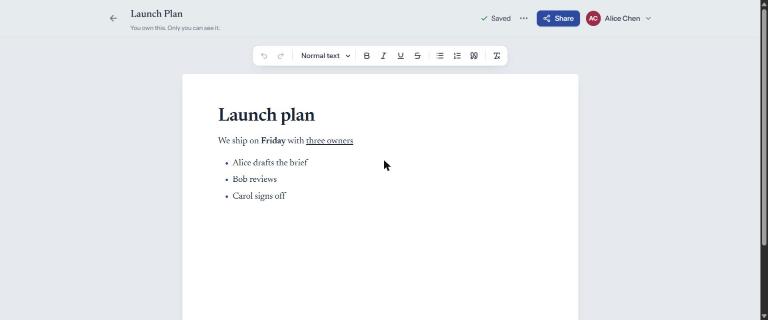 Launch Plan
You own this. Only you can see it.
Saved
Share
AC
Alice Chen
Normal text
B I U S
Launch plan
We ship on Friday with three owners
• Alice drafts the brief
• Bob reviews
• Carol signs off